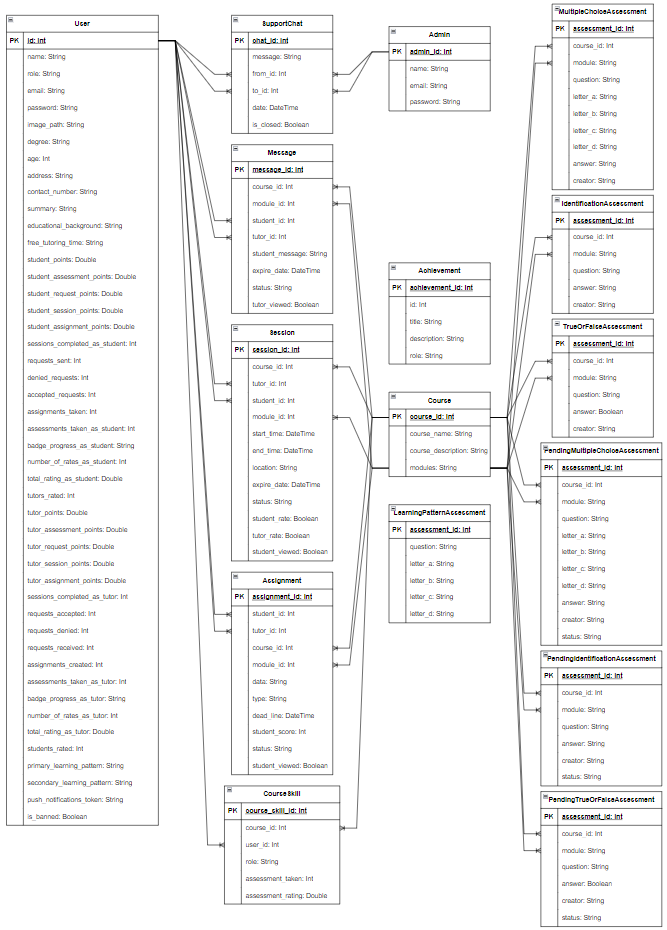 User
PK id: Int
name: String
role: String
email: String
password: String
image_path: String
degree: String
age: Int
address: String
contact_number: String
summary: String
educational_background: String
free_tutoring_time: String
student_points: Double
student_assessment_points: Double
student_request_points: Double
student_session_points: Double
student_assignment_points: Double
sessions_completed_as_student: Int
requests_sent: Int
denied_requests: Int
accepted_requests: Int
assignments_taken: Int
assessments_taken_as_student: Int
badge_progress_as_student: String
number_of_rates_as_student: Int
total_rating_as_student: Double
tutors_rated: Int
tutor_points: Double
tutor_assessment_points: Double
tutor_request_points: Double
tutor_session_points: Double
tutor_assignment_points: Double
sessions_completed_as_tutor: Int
requests_accepted: Int
requests_denied: Int
requests_received: Int
assignments_created: Int
assessments_taken_as_tutor: Int
badge_progress_as_tutor: String
number_of_rates_as_tutor: Int
total_rating_as_tutor: Double
students_rated: Int
primary_learning_pattern: String
secondary_learning_pattern: String
push_notifications_token: String
is_banned: Boolean
SupportChat
PK chat_id: Int
message: String
from_id: Int
to_id: Int
date: DateTime
is_closed: Boolean
Message
PK message_id: Int
course_id: Int
module_id: Int
student_id: Int
tutor_id: Int
student_message: String
expire_date: DateTime
status: String
tutor_viewed: Boolean
Session
PK session_id: Int
course_id: Int
tutor_id: Int
student_id: Int
module_id: Int
start_time: DateTime
end_time: DateTime
location: String
expire_date: DateTime
status: String
student_rate: Boolean
tutor_rate: Boolean
student_viewed: Boolean
Assignment
PK assignment_id: Int
student_id: Int
tutor_id: Int
course_id: Int
module_id: Int
data: String
type: String
dead_line: DateTime
student_score: Int
status: String
student_viewed: Boolean
CourseSkill
PK course_skill_id: Int
course_id: Int
user_id: Int
role: String
assessment_taken: Int
assessment_rating: Double
Admin
PK admin_id: Int
name: String
email: String
password: String
Achievement
PK achievement_id: Int
id: Int
title: String
description: String
role: String
Course
PK course_id: Int
course_name: String
course_description: String
modules: String
LearningPatternAssessment
PK assessment_id: Int
question: String
letter_a: String
letter_b: String
letter_c: String
letter_d: String
MultipleChoiceAssessment
PK assessment_id: Int
course_id: Int
module: String
question: String
letter_a: String
letter_b: String
letter_c: String
letter_d: String
answer: String
creator: String
IdentificationAssessment
PK assessment_id: Int
course_id: Int
module: String
question: String
answer: String
creator: String
TrueOrFalseAssessment
PK assessment_id: Int
course_id: Int
module: String
question: String
answer: Boolean
creator: String
PendingMultipleChoiceAssessment
PK assessment_id: Int
course_id: Int
module: String
question: String
letter_a: String
letter_b: String
letter_c: String
letter_d: String
answer: String
creator: String
status: String
PendingIdentificationAssessment
PK assessment_id: Int
course_id: Int
module: String
question: String
answer: String
creator: String
status: String
PendingTrueOrFalseAssessment
PK assessment_id: Int
course_id: Int
module: String
question: String
answer: Boolean
creator: String
status: String